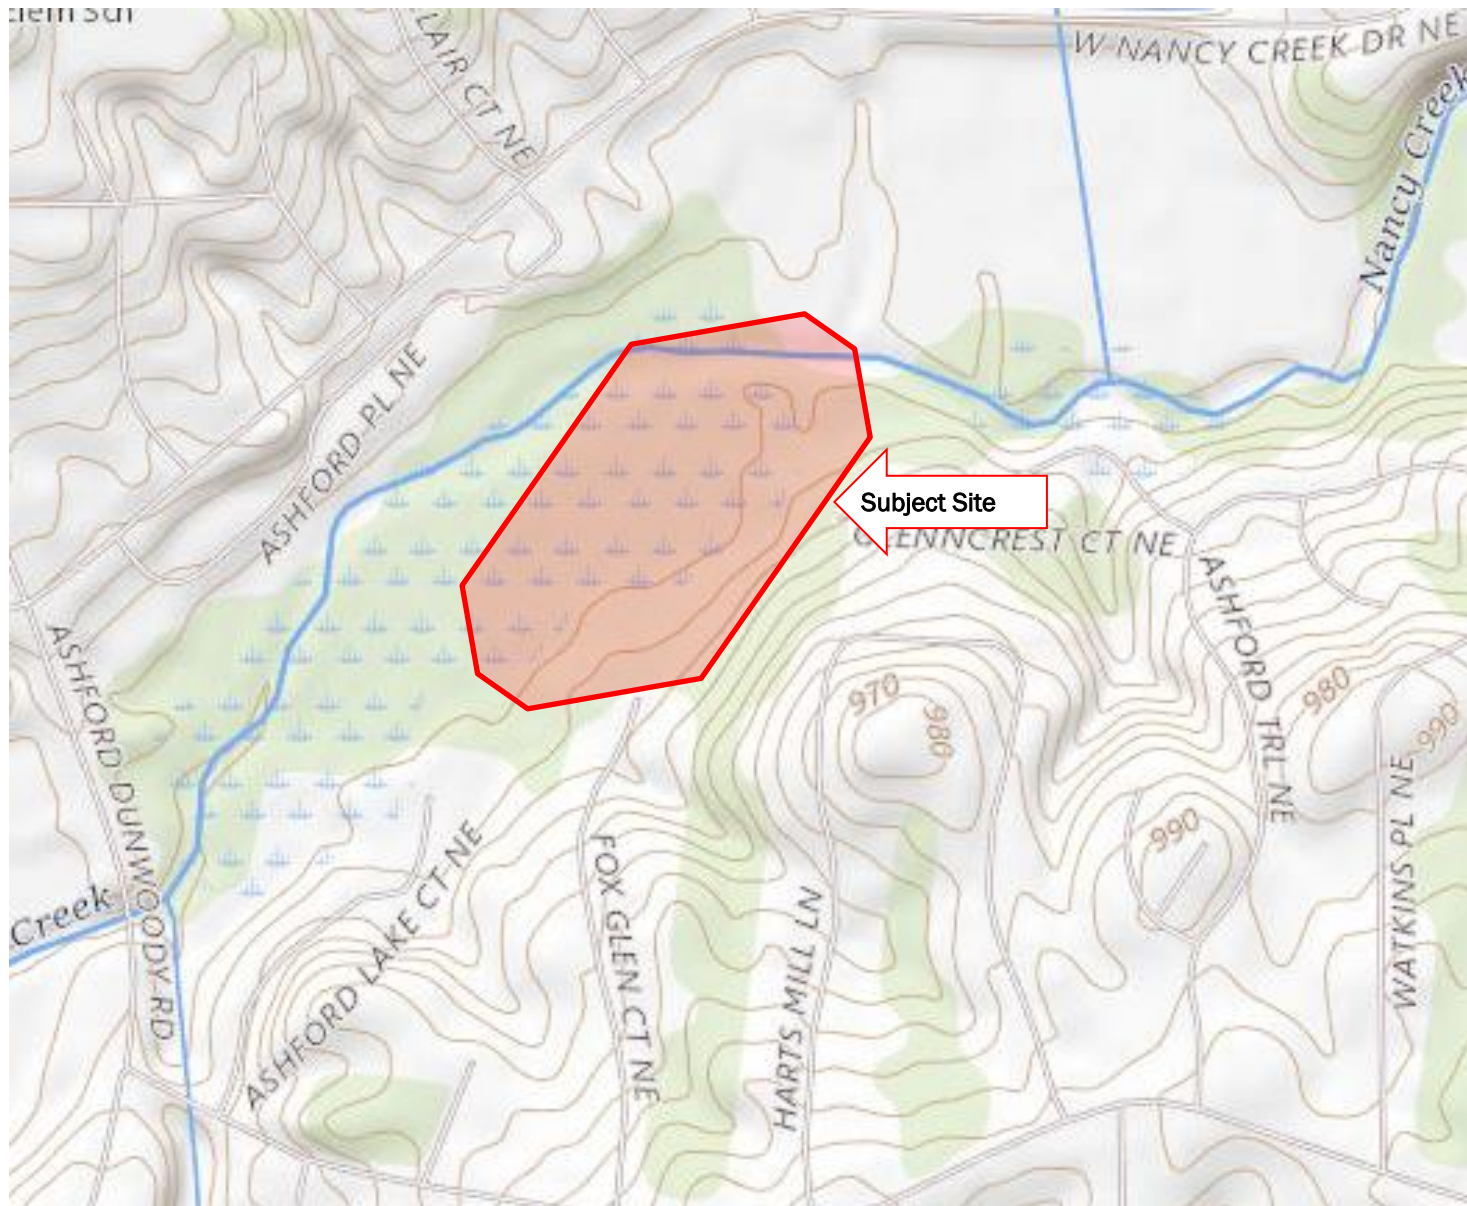 LAIR CT NE
W NANCY CREEK DR NE
Nancy Creek
ASHFORD PL NE
Subject Site
GLENNCREST CT NE
ASHFORD TRL NE
ASHFORD-DUNWOODY RD
970
980
980
990
990
WATKINS PL NE
Creek
ASHFORD LAKE CT NE
FOX GLEN CT NE
HARTS MILL LN